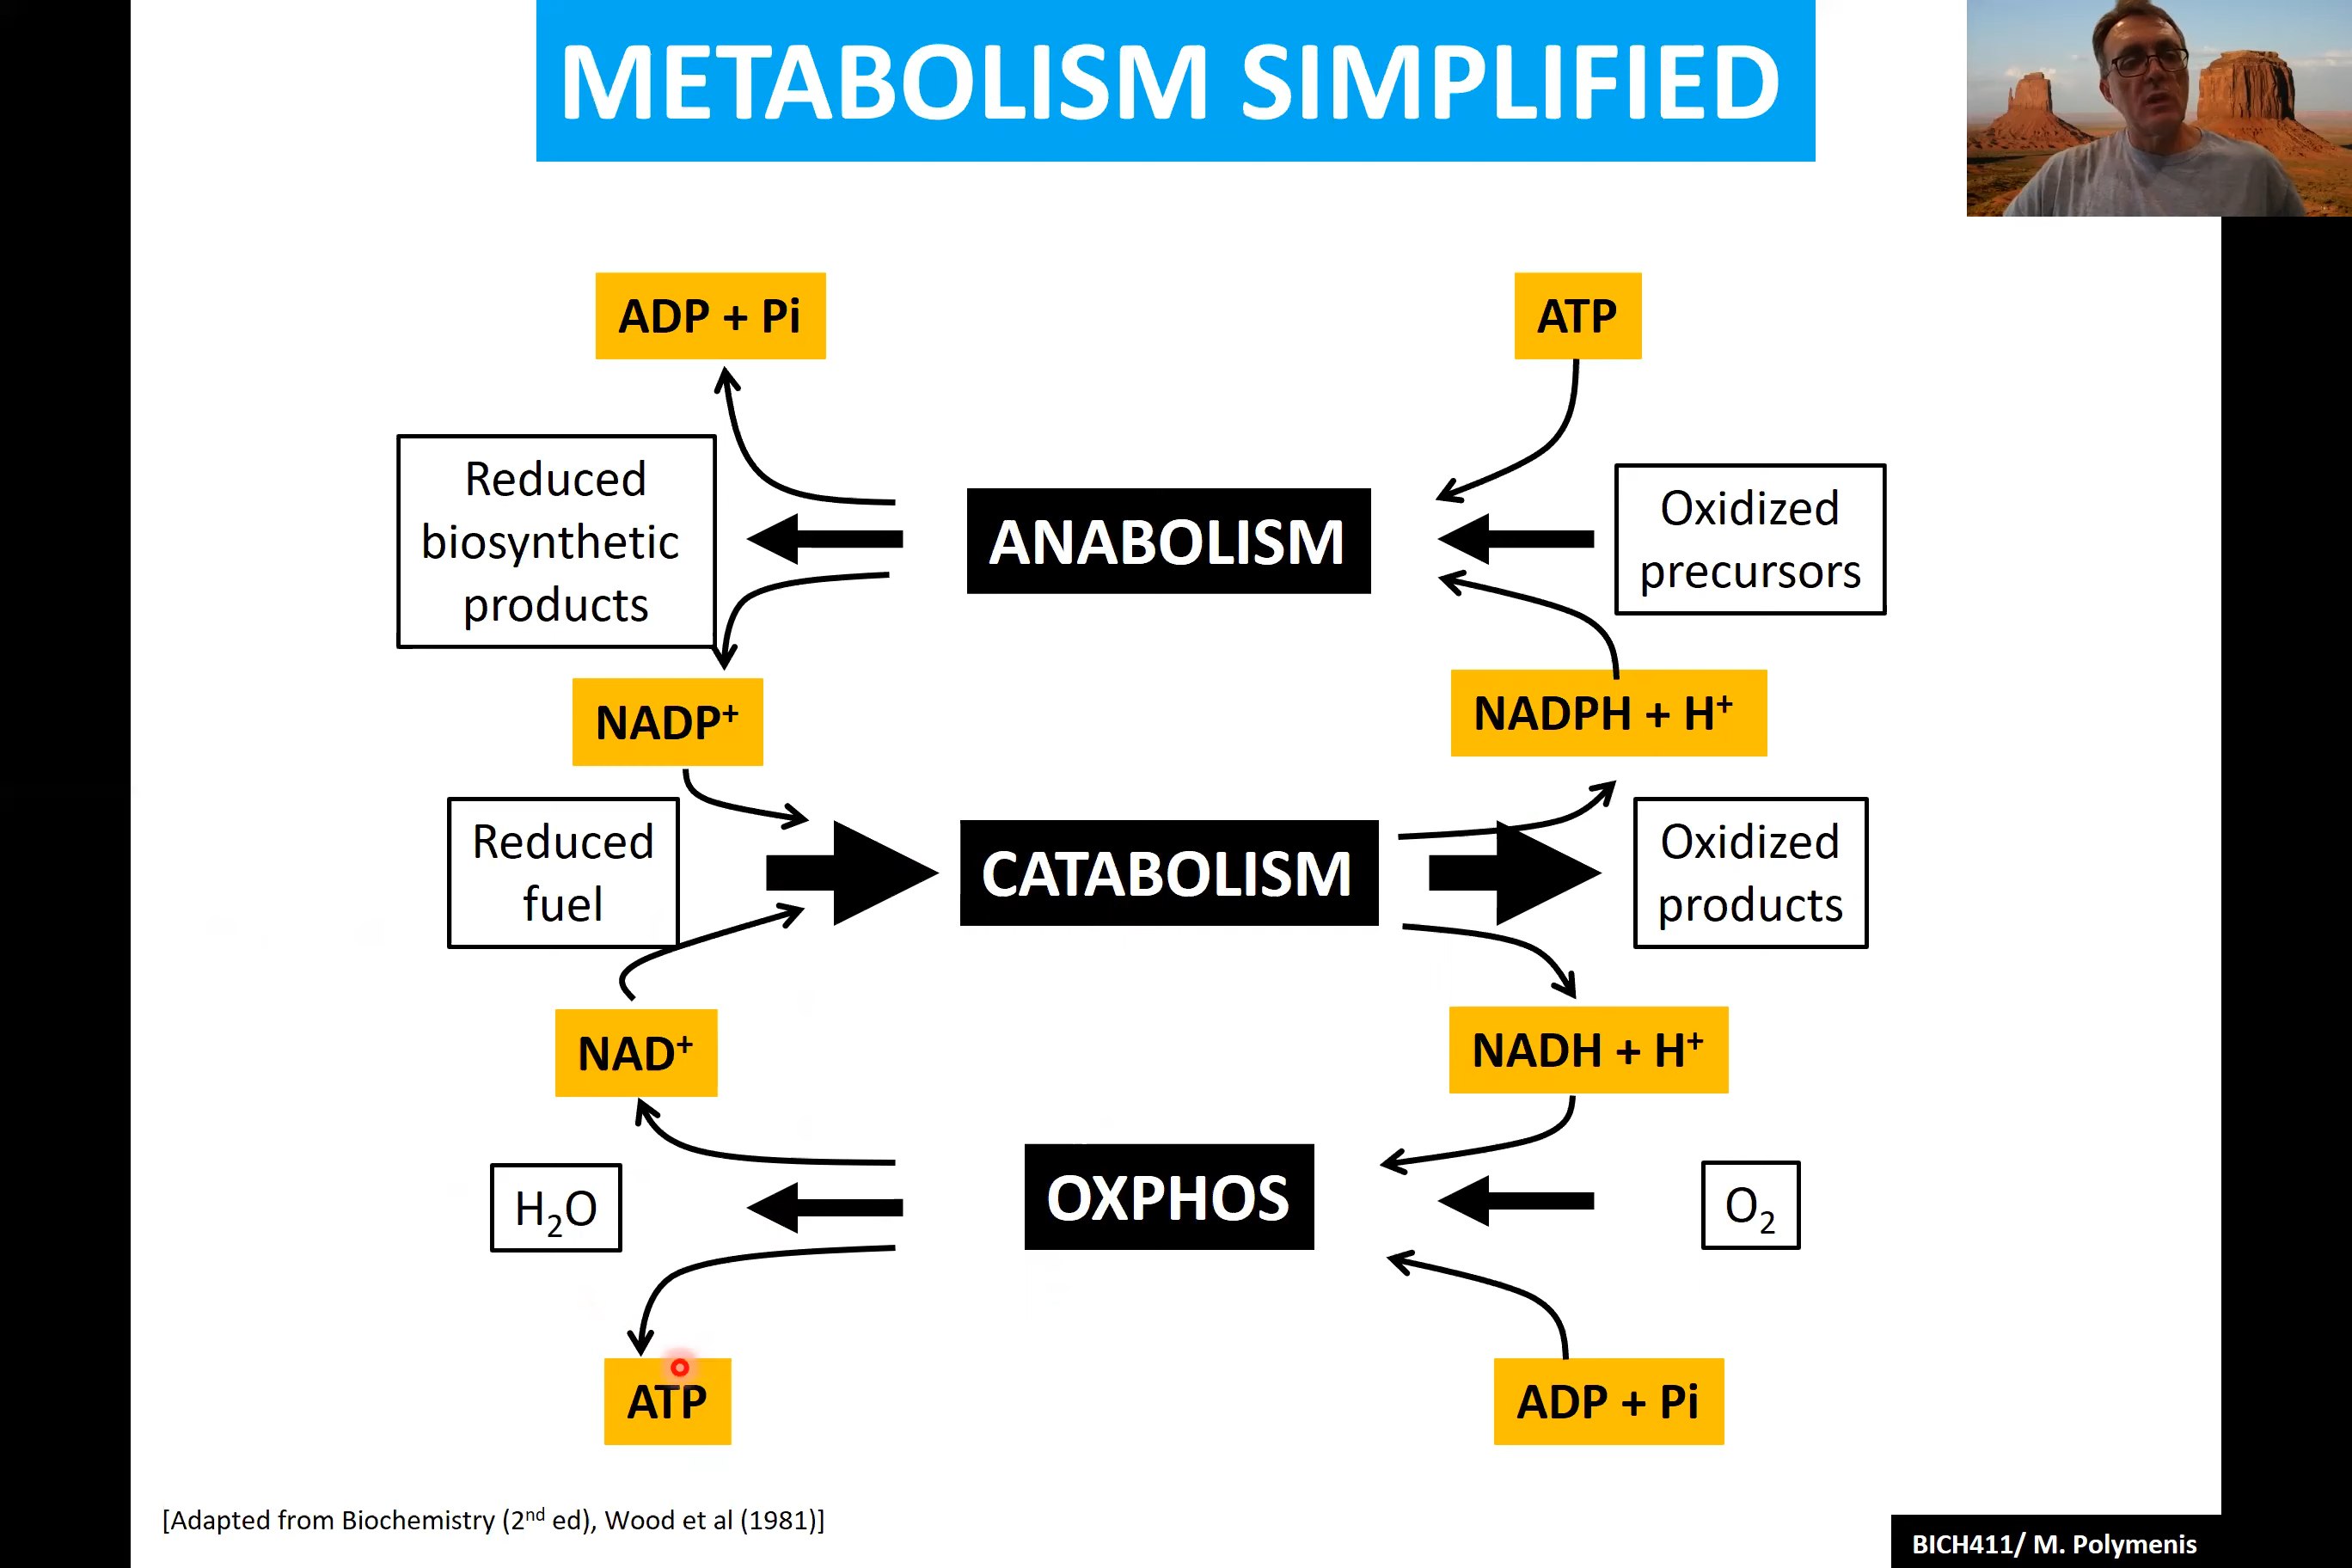 METABOLISM SIMPLIFIED
ADP + Pi
ATP
Reduced
biosynthetic
products
ANABOLISM
Oxidized
precursors
NADP⁺
NADPH + H⁺
Reduced
fuel
CATABOLISM
Oxidized
products
NAD⁺
NADH + H⁺
H₂O
OXPHOS
O₂
ATP
ADP + Pi
[Adapted from Biochemistry (2nd ed), Wood et al (1981)]
BICH411/ M. Polymenis